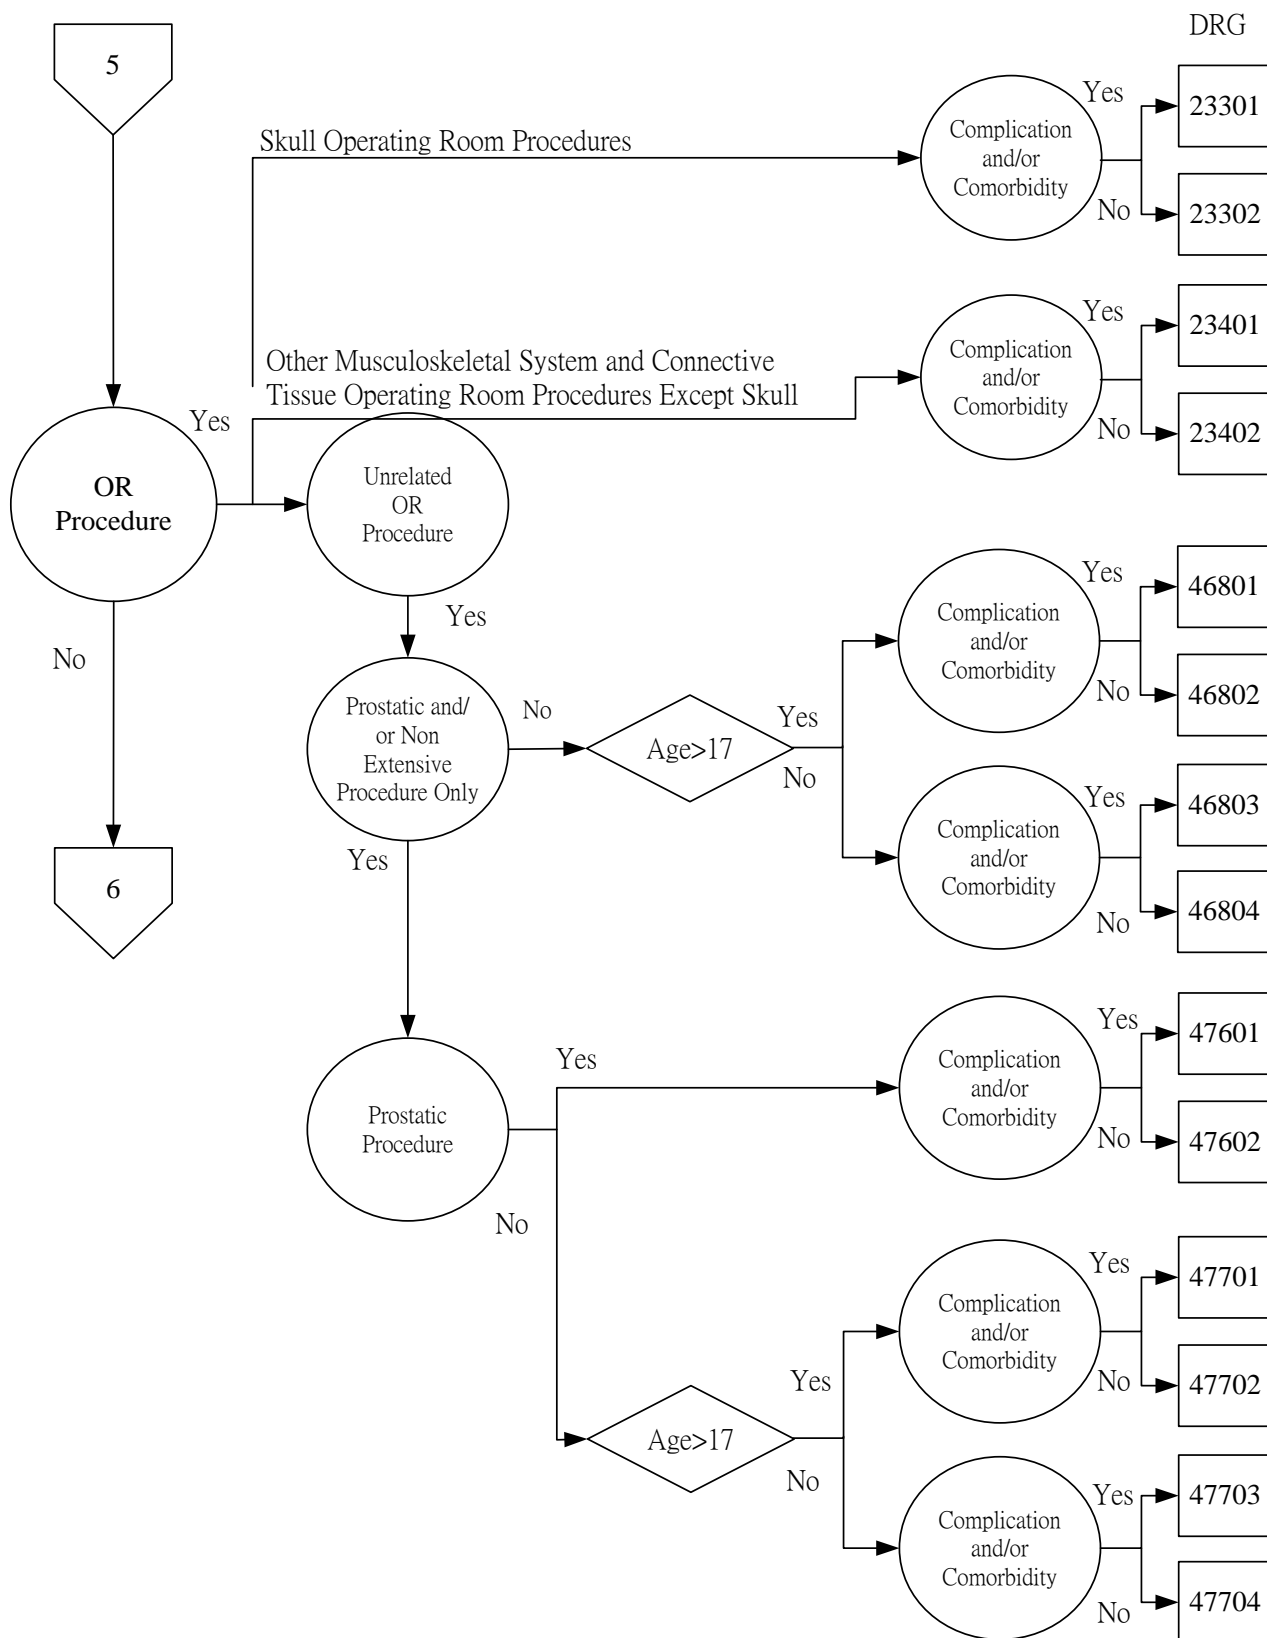 DRG
5
Skull Operating Room Procedures
Complication
and/or
Comorbidity
Yes
23301
No
23302
Other Musculoskeletal System and Connective
Tissue Operating Room Procedures Except Skull
Complication
and/or
Comorbidity
Yes
23401
No
23402
OR
Procedure
Yes
No
6
Unrelated
OR
Procedure
Yes
Prostatic and/
or Non
Extensive
Procedure Only
No
Age>17
Yes
No
Complication
and/or
Comorbidity
Yes
46801
No
46802
Complication
and/or
Comorbidity
Yes
46803
No
46804
Yes
Prostatic
Procedure
Yes
Complication
and/or
Comorbidity
Yes
47601
No
47602
No
Age>17
Yes
No
Complication
and/or
Comorbidity
Yes
47701
No
47702
Complication
and/or
Comorbidity
Yes
47703
No
47704